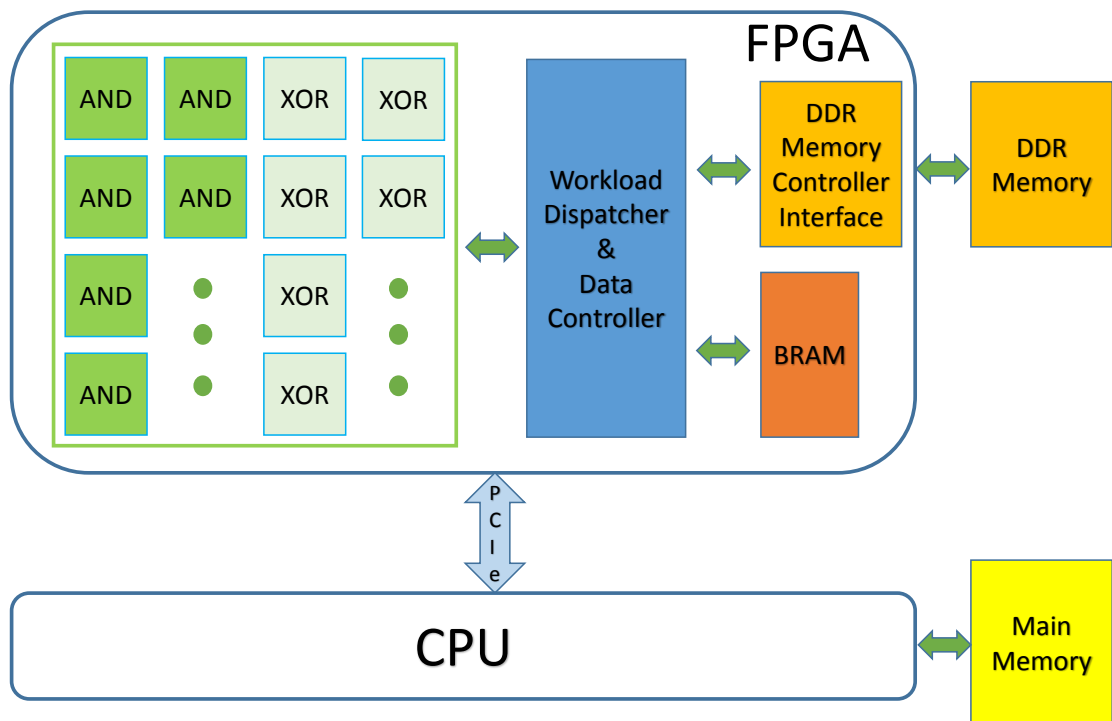 FPGA
AND AND XOR XOR
AND AND XOR XOR
AND XOR
AND XOR
Workload
Dispatcher
&
Data
Controller
DDR
Memory
Controller
Interface
BRAM
DDR
Memory
P
C
I
e
CPU
Main
Memory